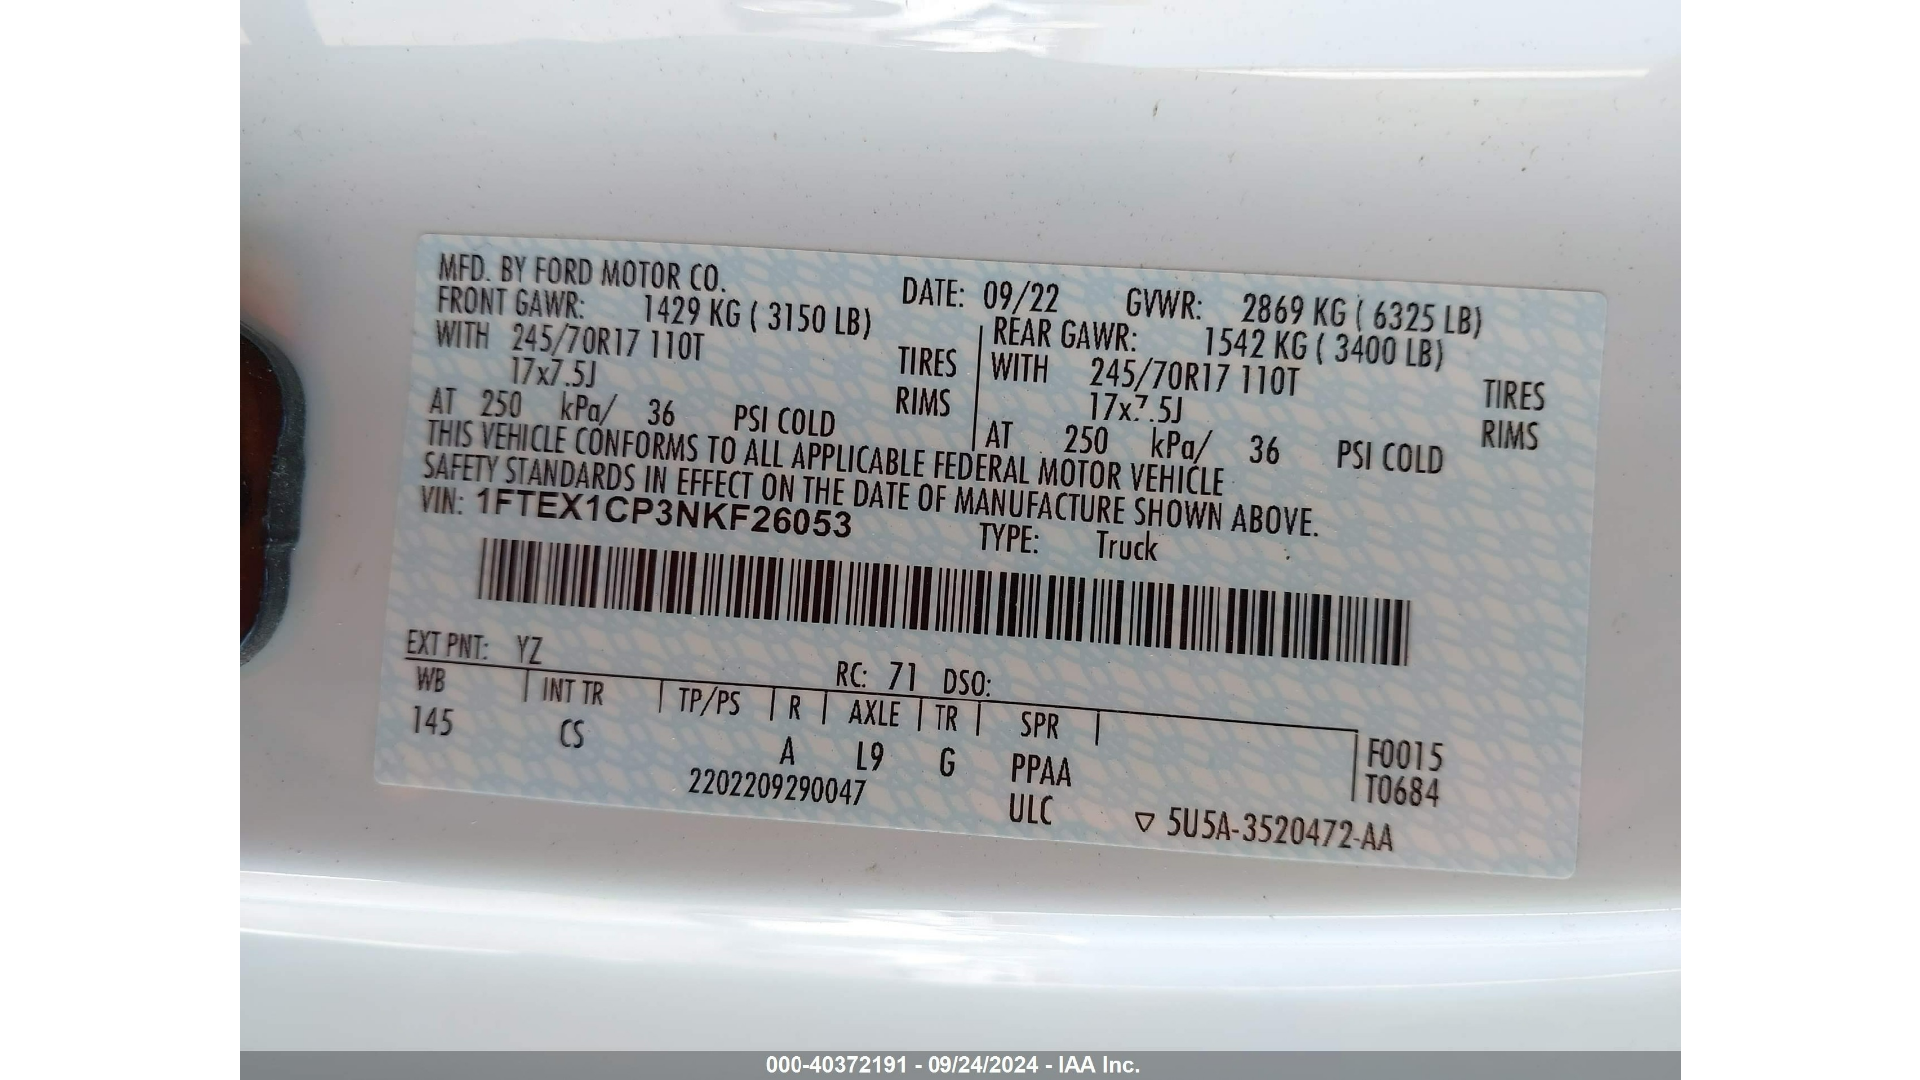 MFD. BY FORD MOTOR CO. DATE: 09/22 GVWR: 2869 KG ( 6325 LB)
FRONT GAWR: 1429 KG ( 3150 LB) REAR GAWR: 1542 KG ( 3400 LB)
WITH 245/70R17 110T TIRES WITH 245/70R17 110T TIRES
17x7.5J RIMS 17x7.5J RIMS
AT 250 kPa/ 36 PSI COLD AT 250 kPa/ 36 PSI COLD
THIS VEHICLE CONFORMS TO ALL APPLICABLE FEDERAL MOTOR VEHICLE
SAFETY STANDARDS IN EFFECT ON THE DATE OF MANUFACTURE SHOWN ABOVE.
VIN: 1FTEX1CP3NKF26053 TYPE: Truck
EXT PNT: YZ RC: 71 DSO:
WB INT TR TP/PS R AXLE TR SPR F0015
145 CS A L9 G PPAA T0684
2202209290047 ULC ▽ 5U5A-3520472-AA
000-40372191 - 09/24/2024 - IAA Inc.